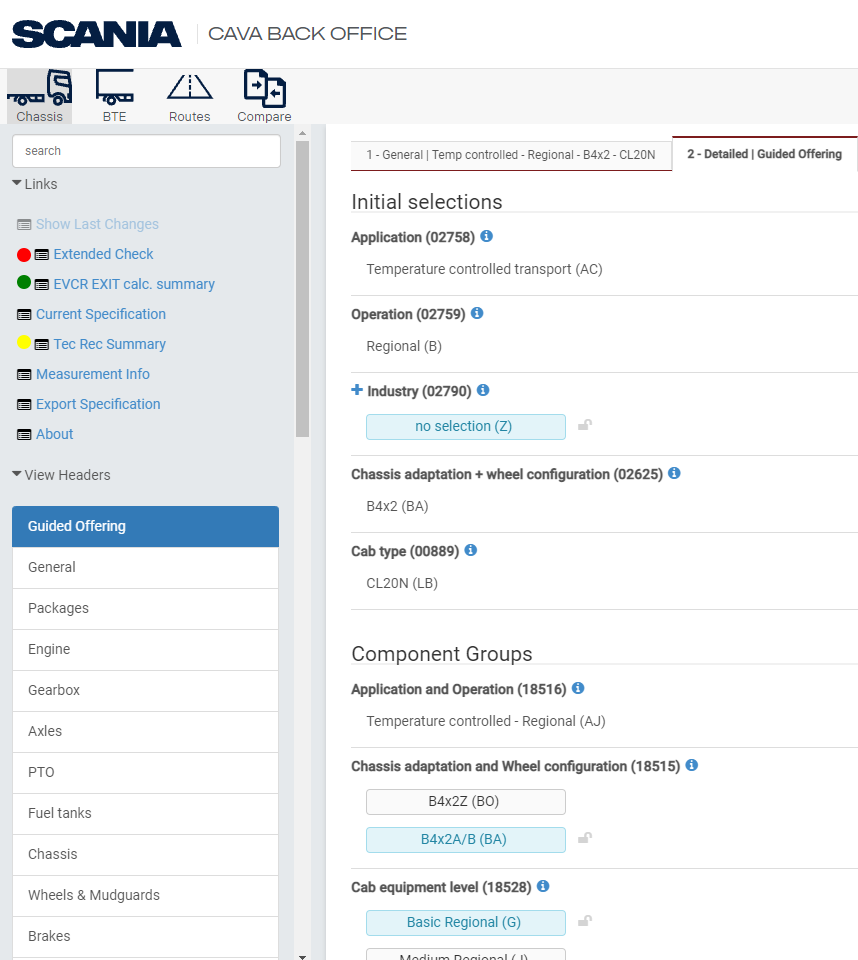 SCANIA
CAVA BACK OFFICE
Chassis
BTE
Routes
Compare
search
Links
Show Last Changes
Extended Check
EVCR EXIT calc. summary
Current Specification
Tec Rec Summary
Measurement Info
Export Specification
About
View Headers
Guided Offering
General
Packages
Engine
Gearbox
Axles
PTO
Fuel tanks
Chassis
Wheels & Mudguards
Brakes
1 - General | Temp controlled - Regional - B4x2 - CL20N
2 - Detailed | Guided Offering
Initial selections
Application (02758)
Temperature controlled transport (AC)
Operation (02759)
Regional (B)
Industry (02790)
no selection (Z)
Chassis adaptation + wheel configuration (02625)
B4x2 (BA)
Cab type (00889)
CL20N (LB)
Component Groups
Application and Operation (18516)
Temperature controlled - Regional (AJ)
Chassis adaptation and Wheel configuration (18515)
B4x2Z (BO)
B4x2A/B (BA)
Cab equipment level (18528)
Basic Regional (G)
Medium Regional (J)